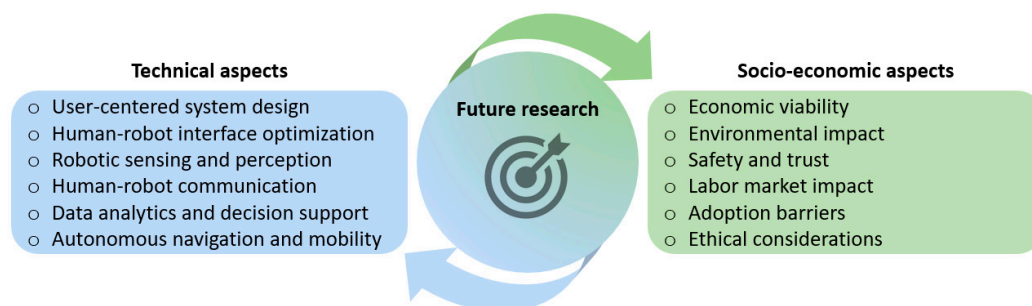 Technical aspects
○ User-centered system design
○ Human-robot interface optimization
○ Robotic sensing and perception
○ Human-robot communication
○ Data analytics and decision support
○ Autonomous navigation and mobility
Future research
Socio-economic aspects
○ Economic viability
○ Environmental impact
○ Safety and trust
○ Labor market impact
○ Adoption barriers
○ Ethical considerations